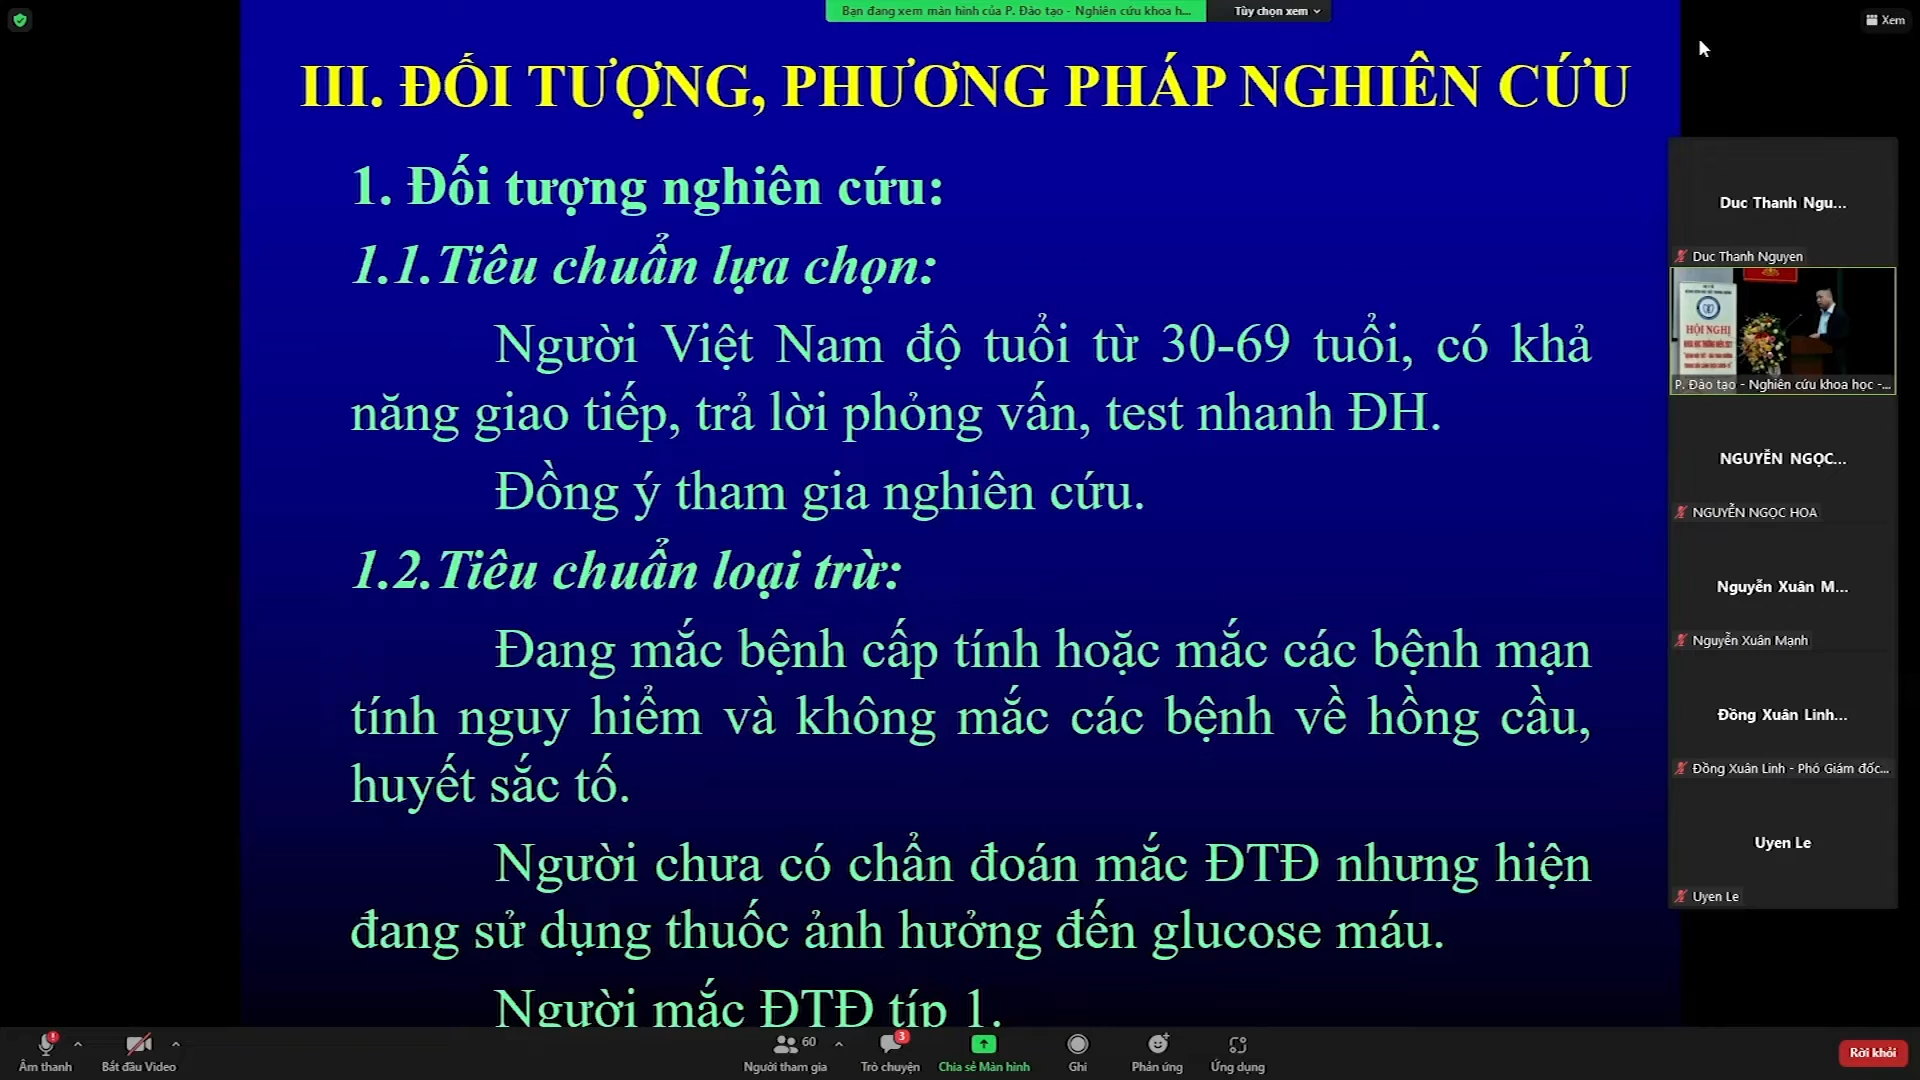 Bạn đang xem màn hình của P. Đào tạo - Nghiên cứu khoa h...
Tùy chọn xem
Xem
III. ĐỐI TƯỢNG, PHƯƠNG PHÁP NGHIÊN CỨU
1. Đối tượng nghiên cứu:
1.1.Tiêu chuẩn lựa chọn:
Người Việt Nam độ tuổi từ 30-69 tuổi, có khả
năng giao tiếp, trả lời phỏng vấn, test nhanh ĐH.
Đồng ý tham gia nghiên cứu.
1.2.Tiêu chuẩn loại trừ:
Đang mắc bệnh cấp tính hoặc mắc các bệnh mạn
tính nguy hiểm và không mắc các bệnh về hồng cầu,
huyết sắc tố.
Người chưa có chẩn đoán mắc ĐTĐ nhưng hiện
đang sử dụng thuốc ảnh hưởng đến glucose máu.
Người mắc ĐTĐ típ 1.
Duc Thanh Ngu...
Duc Thanh Nguyen
HỘI NGHỊ
P. Đào tạo - Nghiên cứu khoa học -...
NGUYỄN NGỌC...
NGUYỄN NGỌC HOA
Nguyễn Xuân M...
Nguyễn Xuân Mạnh
Đồng Xuân Linh...
Đồng Xuân Linh - Phó Giám đốc...
Uyen Le
Uyen Le
Âm thanh
Bắt đầu Video
60
Người tham gia
3
Trò chuyện
Chia sẻ Màn hình
Ghi
Phản ứng
Ứng dụng
Rời khỏi